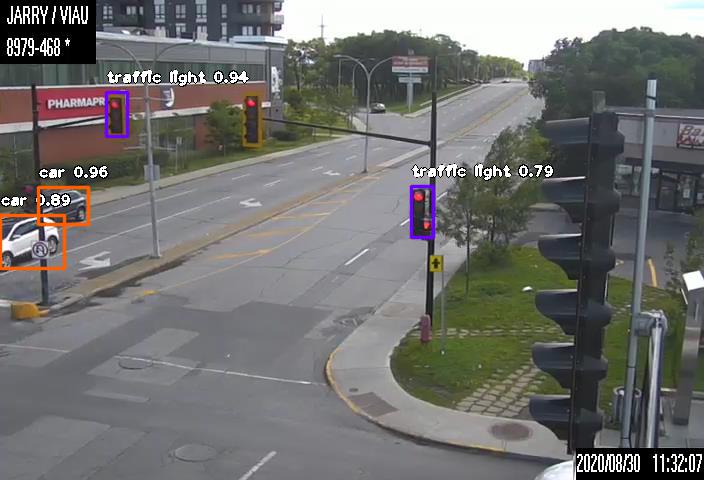 JARRY / VIAU
8979-468 *
traffic light 0.94
PHARMAPR
car 0.96
traffic light 0.79
car 0.89
2020/08/30 11:32:07